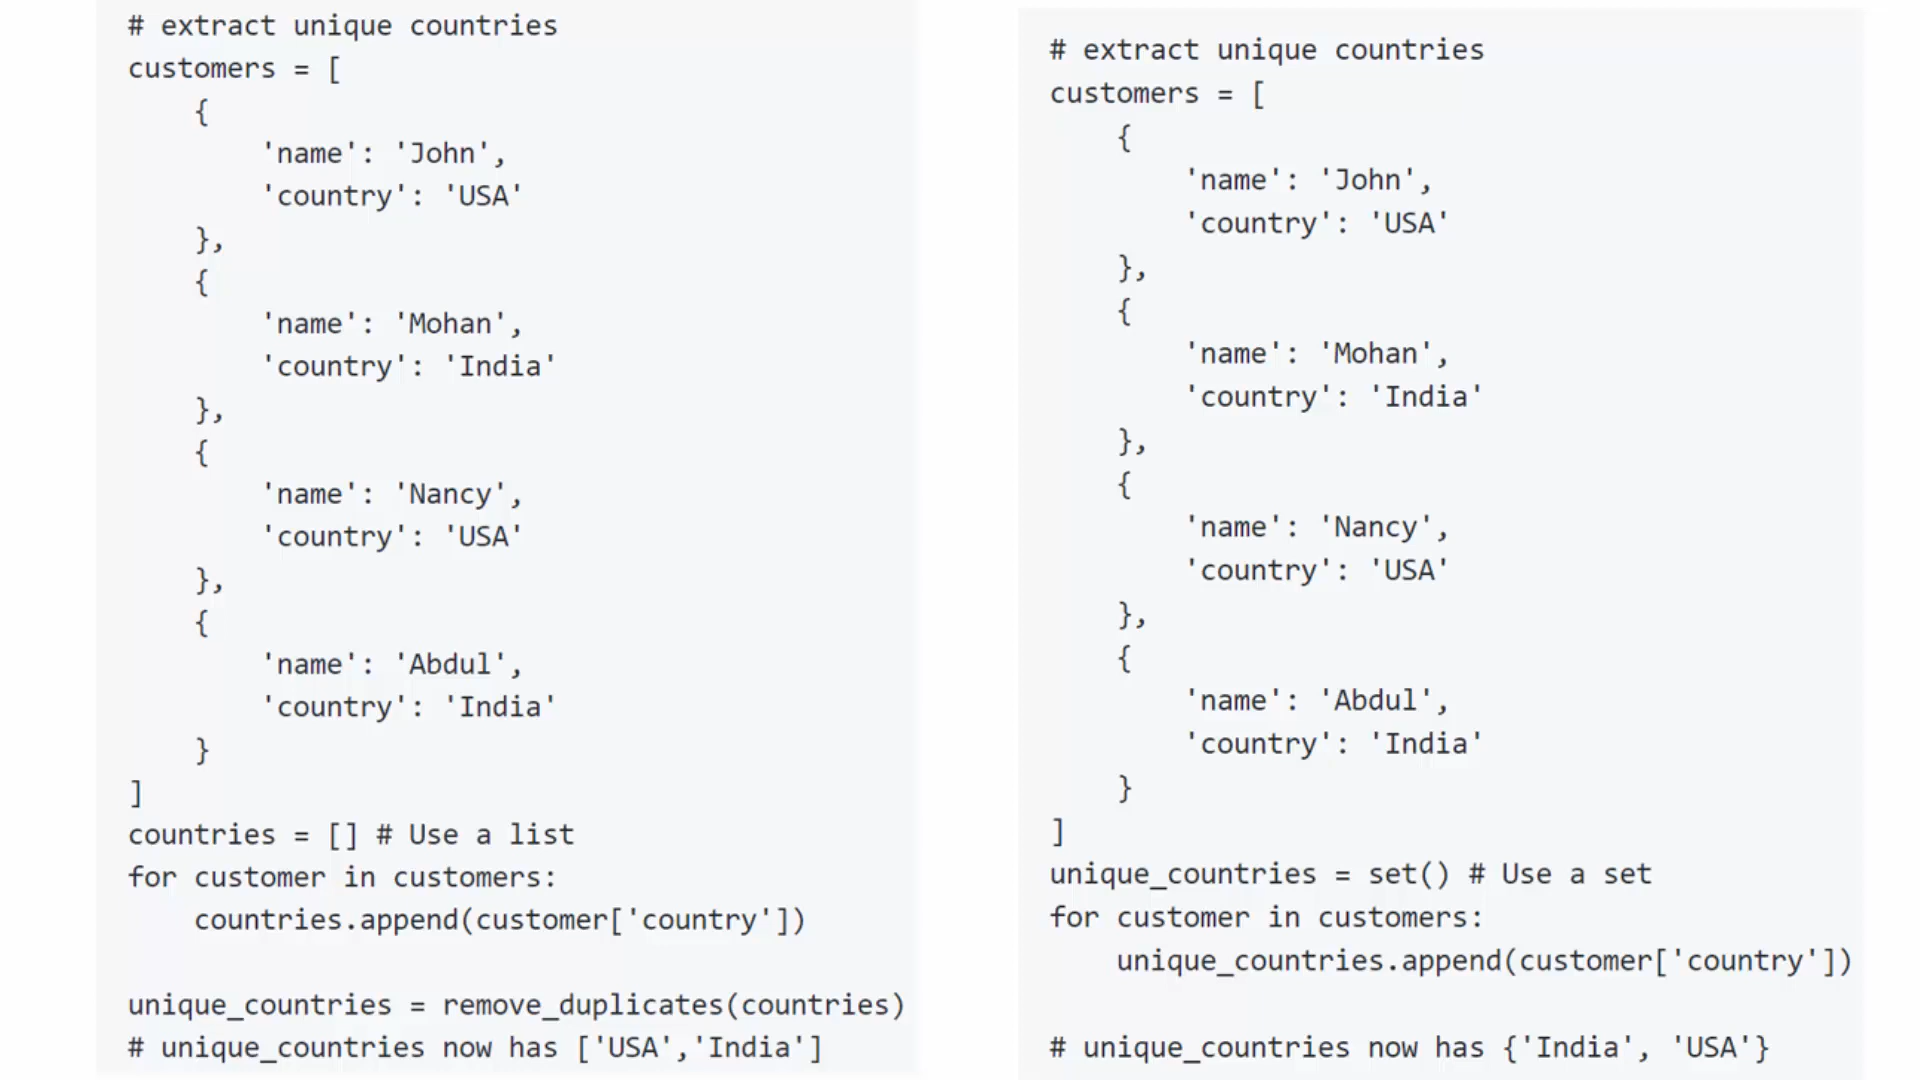 # extract unique countries
customers = [
    {
        'name': 'John',
        'country': 'USA'
    },
    {
        'name': 'Mohan',
        'country': 'India'
    },
    {
        'name': 'Nancy',
        'country': 'USA'
    },
    {
        'name': 'Abdul',
        'country': 'India'
    }
]
countries = [] # Use a list
for customer in customers:
    countries.append(customer['country'])

unique_countries = remove_duplicates(countries)
# unique_countries now has ['USA','India']
# extract unique countries
customers = [
    {
        'name': 'John',
        'country': 'USA'
    },
    {
        'name': 'Mohan',
        'country': 'India'
    },
    {
        'name': 'Nancy',
        'country': 'USA'
    },
    {
        'name': 'Abdul',
        'country': 'India'
    }
]
unique_countries = set() # Use a set
for customer in customers:
    unique_countries.append(customer['country'])

# unique_countries now has {'India', 'USA'}